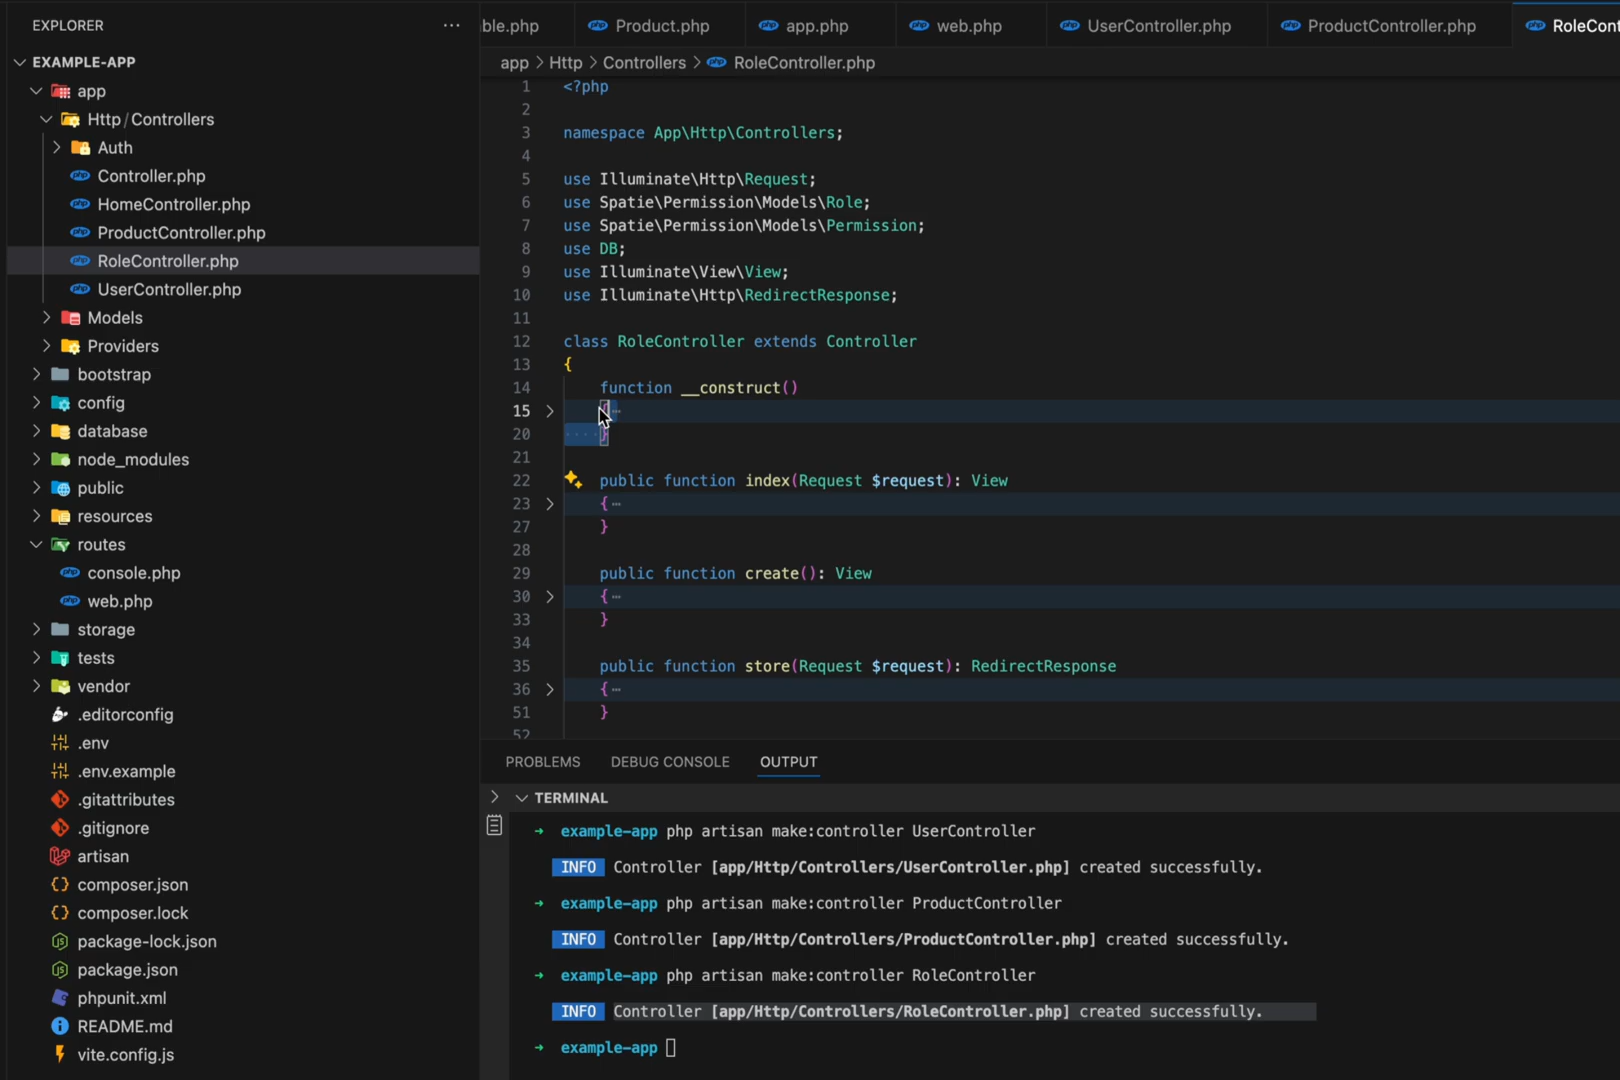 EXPLORER
EXAMPLE-APP
app
Http / Controllers
Auth
Controller.php
HomeController.php
ProductController.php
RoleController.php
UserController.php
Models
Providers
bootstrap
config
database
node_modules
public
resources
routes
console.php
web.php
storage
tests
vendor
.editorconfig
.env
.env.example
.gitattributes
.gitignore
artisan
composer.json
composer.lock
package-lock.json
package.json
phpunit.xml
README.md
vite.config.js
ble.php Product.php app.php web.php UserController.php ProductController.php RoleCont
app > Http > Controllers > RoleController.php
1 <?php
2
3 namespace App\Http\Controllers;
4
5 use Illuminate\Http\Request;
6 use Spatie\Permission\Models\Role;
7 use Spatie\Permission\Models\Permission;
8 use DB;
9 use Illuminate\View\View;
10 use Illuminate\Http\RedirectResponse;
11
12 class RoleController extends Controller
13 {
14 function __construct()
15 { ⋯
20 }
21
22 public function index(Request $request): View
23 { ⋯
27 }
28
29 public function create(): View
30 { ⋯
33 }
34
35 public function store(Request $request): RedirectResponse
36 { ⋯
51 }
52
PROBLEMS DEBUG CONSOLE OUTPUT
TERMINAL
➜ example-app php artisan make:controller UserController
INFO Controller [app/Http/Controllers/UserController.php] created successfully.
➜ example-app php artisan make:controller ProductController
INFO Controller [app/Http/Controllers/ProductController.php] created successfully.
➜ example-app php artisan make:controller RoleController
INFO Controller [app/Http/Controllers/RoleController.php] created successfully.
➜ example-app